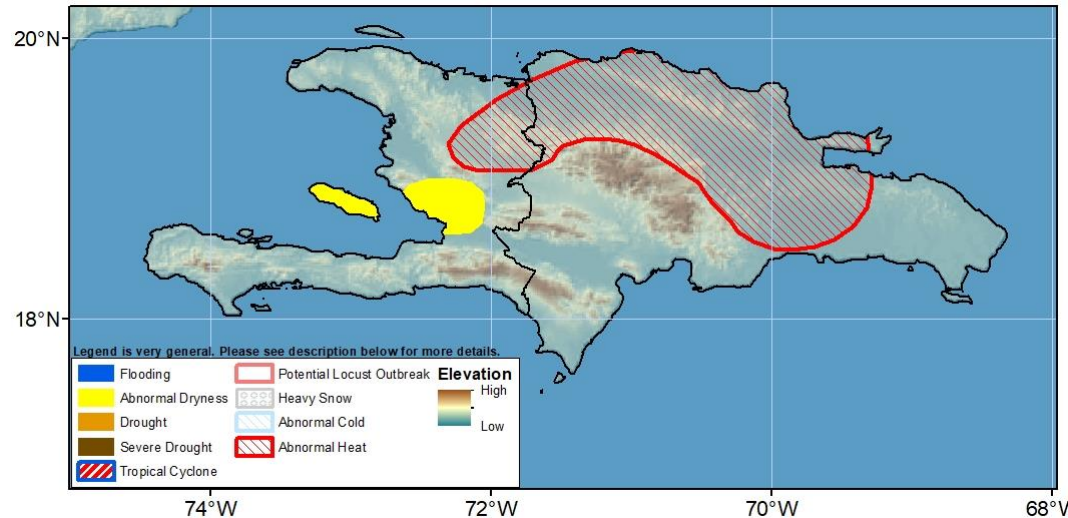 20°N
18°N
Legend is very general. Please see description below for more details.
Flooding
Potential Locust Outbreak
Elevation
Abnormal Dryness
Heavy Snow
High
Drought
Abnormal Cold
Low
Severe Drought
Abnormal Heat
Tropical Cyclone
74°W
72°W
70°W
68°W